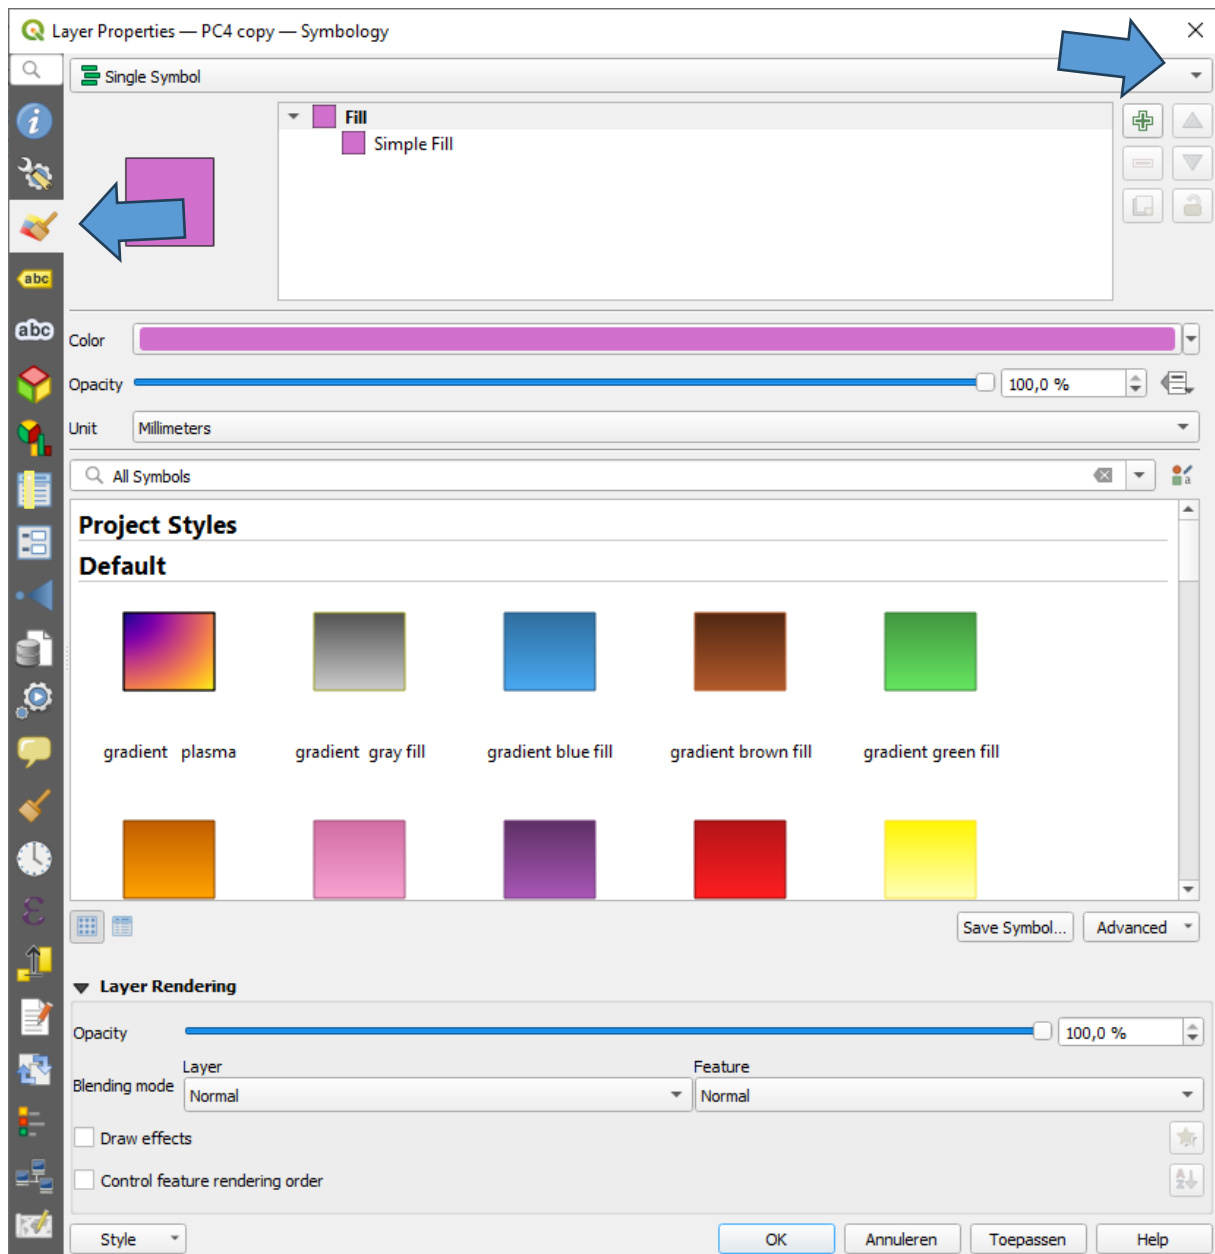 Layer Properties — PC4 copy — Symbology
Single Symbol
Fill
Simple Fill
abc
abc
Color
Opacity 100,0 %
Unit Millimeters
All Symbols
Project Styles
Default
gradient plasma gradient gray fill gradient blue fill gradient brown fill gradient green fill
Save Symbol... Advanced
Layer Rendering
Opacity 100,0 %
Layer Feature
Blending mode Normal Normal
Draw effects
Control feature rendering order
Style OK Annuleren Toepassen Help